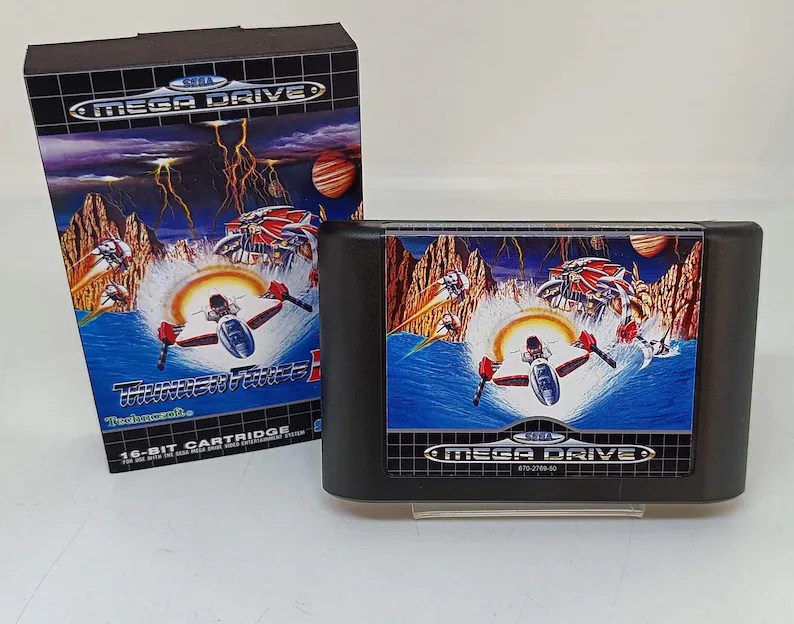 SEGA
MEGA DRIVE
THUNDER FORCE
Technosoft®
16-BIT CARTRIDGE
FOR USE WITH THE SEGA MEGA DRIVE VIDEO ENTERTAINMENT SYSTEM
SEGA
MEGA DRIVE
670-2769-50